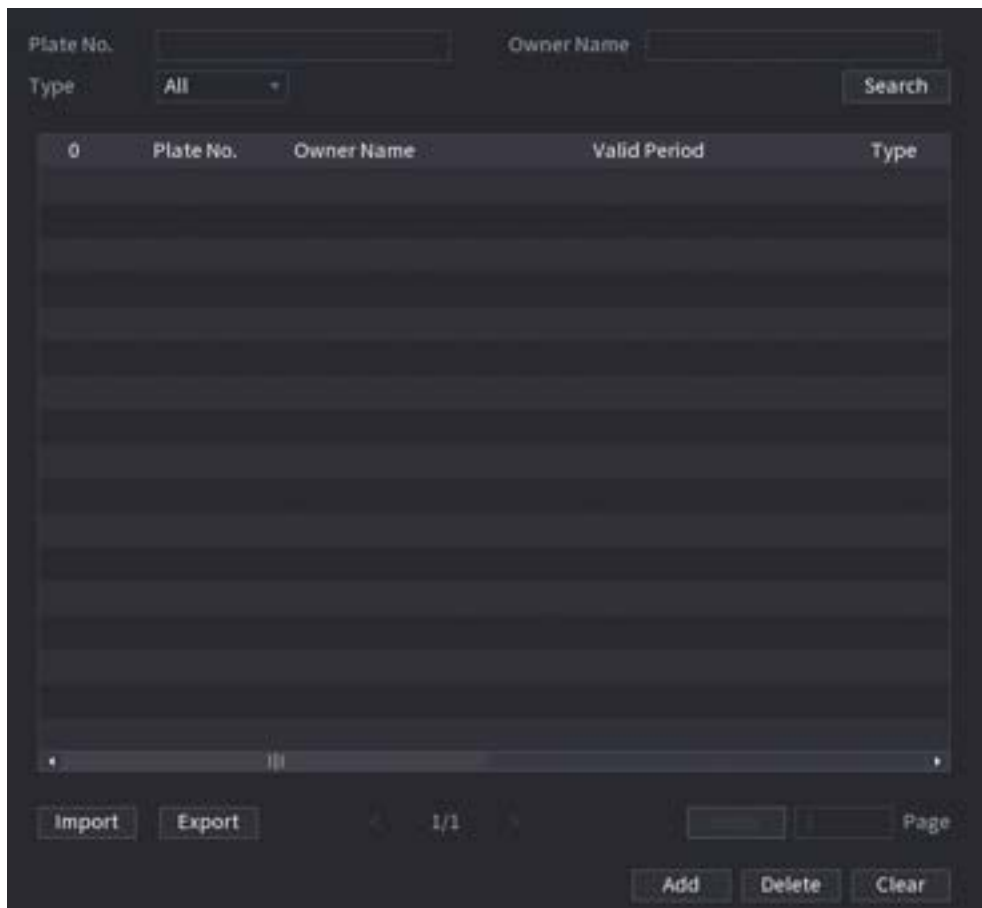 Plate No. Owner Name
Type All Search
0 Plate No. Owner Name Valid Period Type
Import Export 1/1 Page
Add Delete Clear